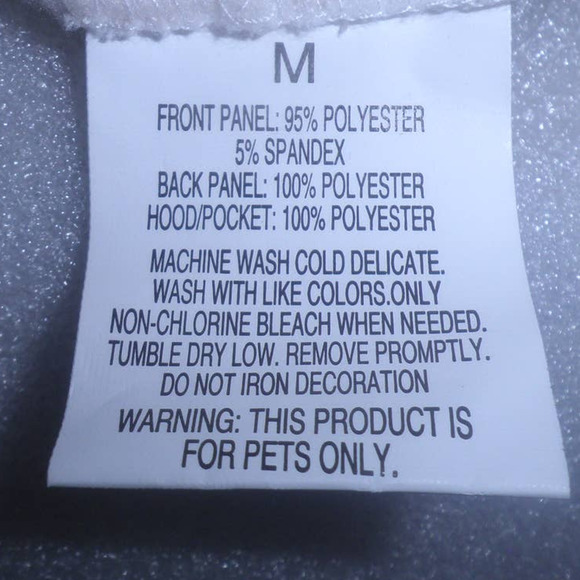 M
FRONT PANEL: 95% POLYESTER
5% SPANDEX
BACK PANEL: 100% POLYESTER
HOOD/POCKET: 100% POLYESTER
MACHINE WASH COLD DELICATE.
WASH WITH LIKE COLORS.ONLY
NON-CHLORINE BLEACH WHEN NEEDED.
TUMBLE DRY LOW. REMOVE PROMPTLY.
DO NOT IRON DECORATION
WARNING: THIS PRODUCT IS
FOR PETS ONLY.